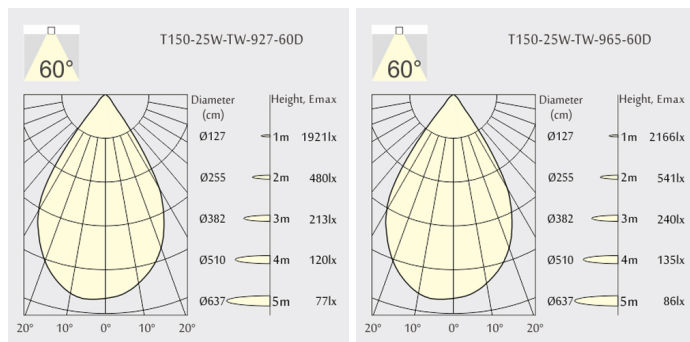 T150-25W-TW-927-60D
60°
Diameter
(cm)
Height, Emax
Ø127 1m 1921lx
Ø255 2m 480lx
Ø382 3m 213lx
Ø510 4m 120lx
Ø637 5m 77lx
20° 10° 0° 10° 20°
T150-25W-TW-965-60D
60°
Diameter
(cm)
Height, Emax
Ø127 1m 2166lx
Ø255 2m 541lx
Ø382 3m 240lx
Ø510 4m 135lx
Ø637 5m 86lx
20° 10° 0° 10° 20°